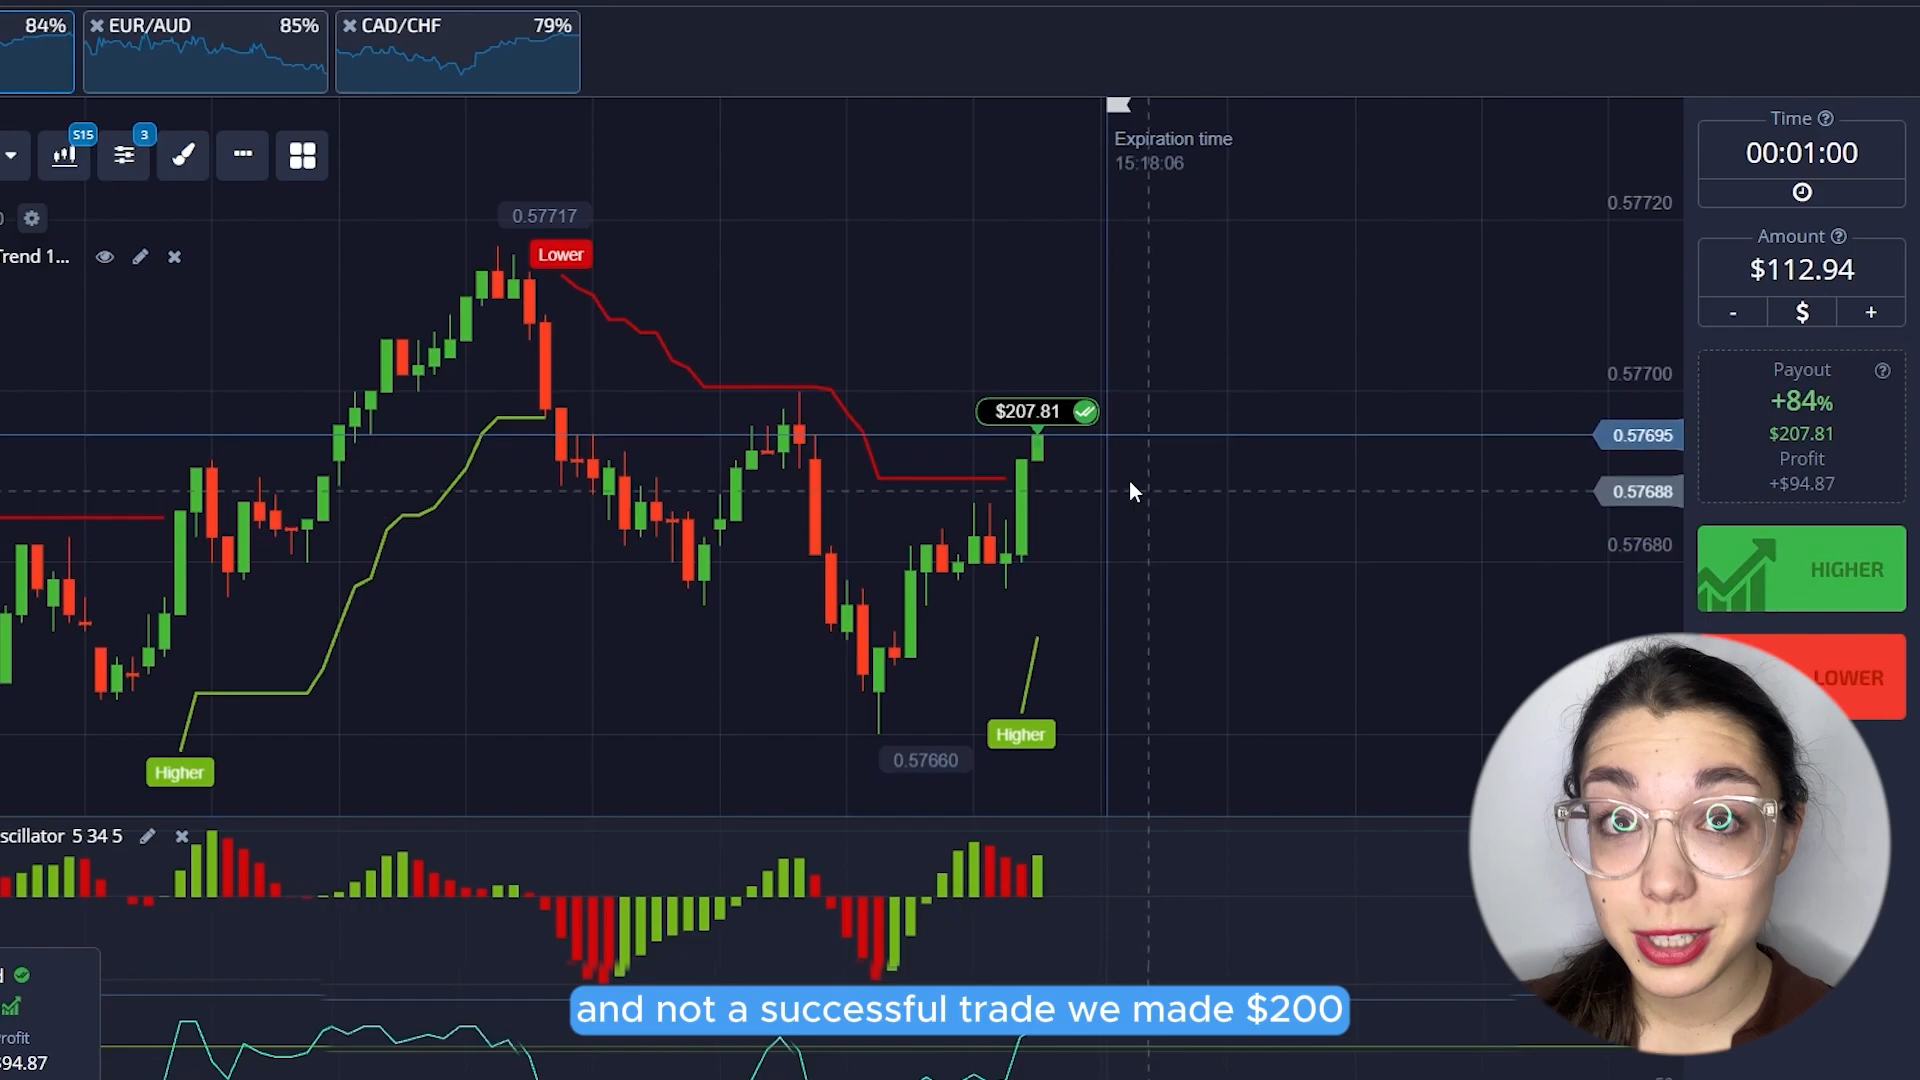 84%
EUR/AUD 85%
CAD/CHF 79%
S15
3
Trend 1...
0.57717
Lower
Expiration time
15:18:06
0.57720
0.57700
$207.81
0.57695
0.57688
0.57680
Higher
0.57660
Higher
scillator 5 34 5
Time
00:01:00
Amount
$112.94
- $ +
Payout
+84%
$207.81
Profit
+$94.87
HIGHER
LOWER
rofit
$94.87
and not a successful trade we made $200